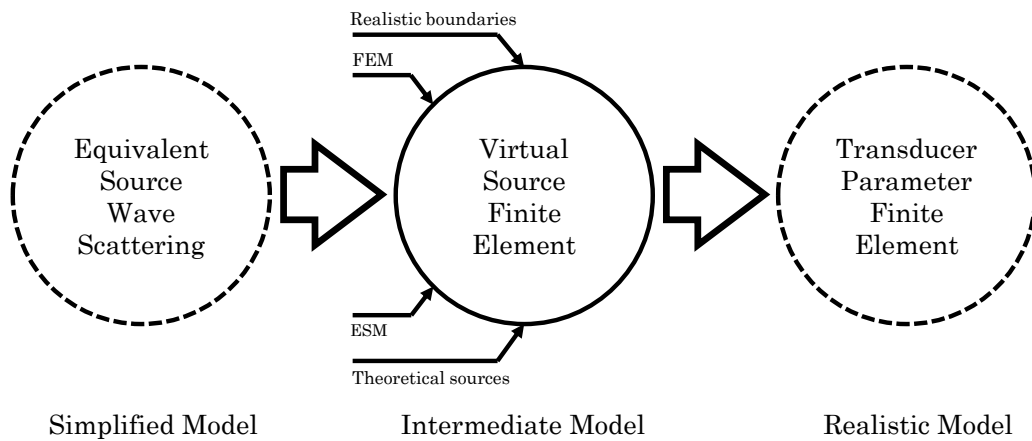 Realistic boundaries
FEM
Equivalent
Source
Wave
Scattering
Virtual
Source
Finite
Element
Transducer
Parameter
Finite
Element
ESM
Theoretical sources
Simplified Model
Intermediate Model
Realistic Model